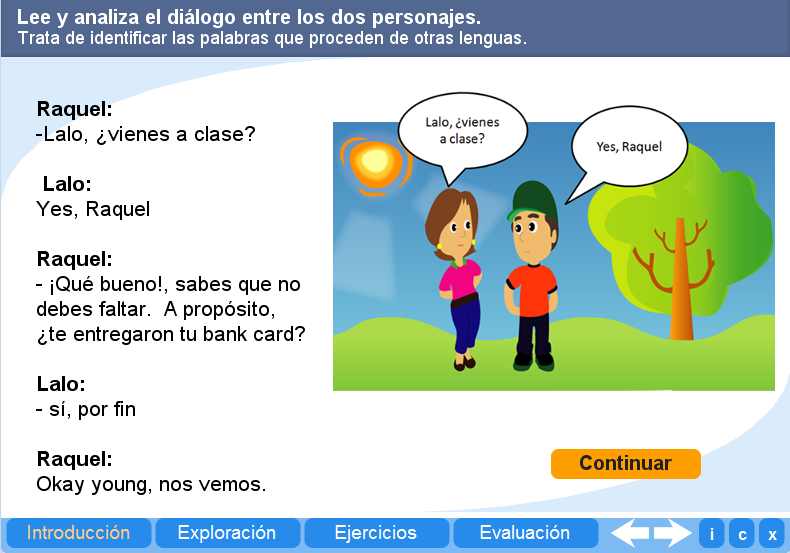 Lee y analiza el diálogo entre los dos personajes.
Trata de identificar las palabras que proceden de otras lenguas.
Raquel:
-Lalo, ¿vienes a clase?
Lalo:
Yes, Raquel
Raquel:
- ¡Qué bueno!, sabes que no
debes faltar. A propósito,
¿te entregaron tu bank card?
Lalo:
- sí, por fin
Raquel:
Okay young, nos vemos.
Lalo, ¿vienes
a clase?
Yes, Raquel
Continuar
Introducción Exploración Ejercicios Evaluación i c x